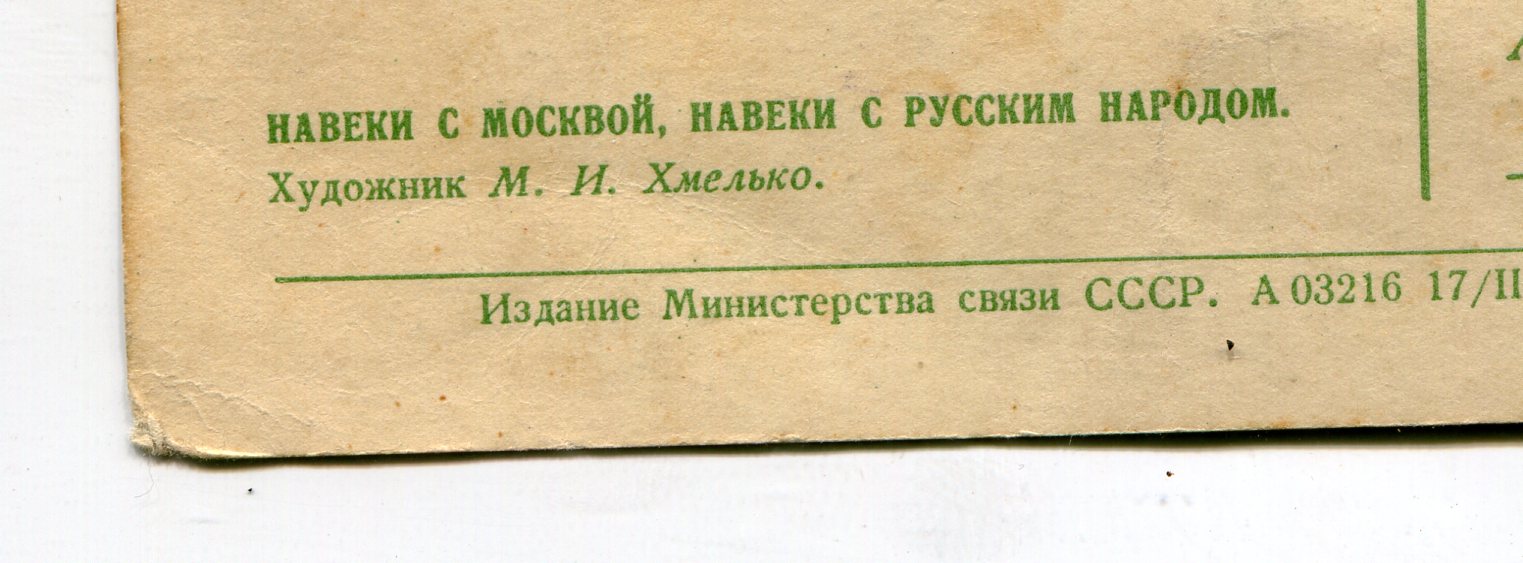 НАВЕКИ С МОСКВОЙ, НАВЕКИ С РУССКИМ НАРОДОМ.
Художник М. И. Хмелько.
Издание Министерства связи СССР. А 03216 17/II